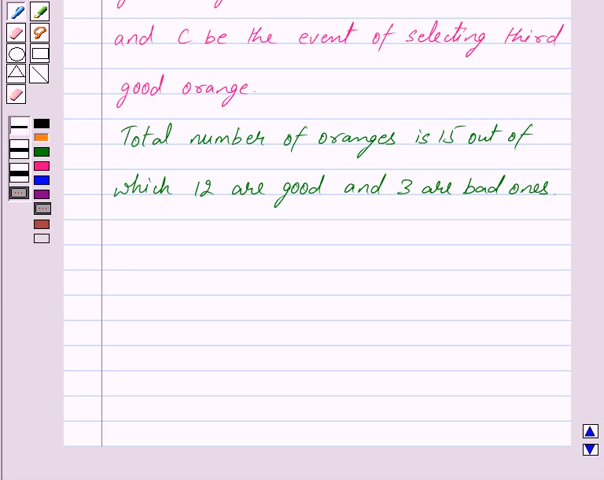 and C be the event of selecting third
good orange.
Total number of oranges is 15 out of
which 12 are good and 3 are bad ones.